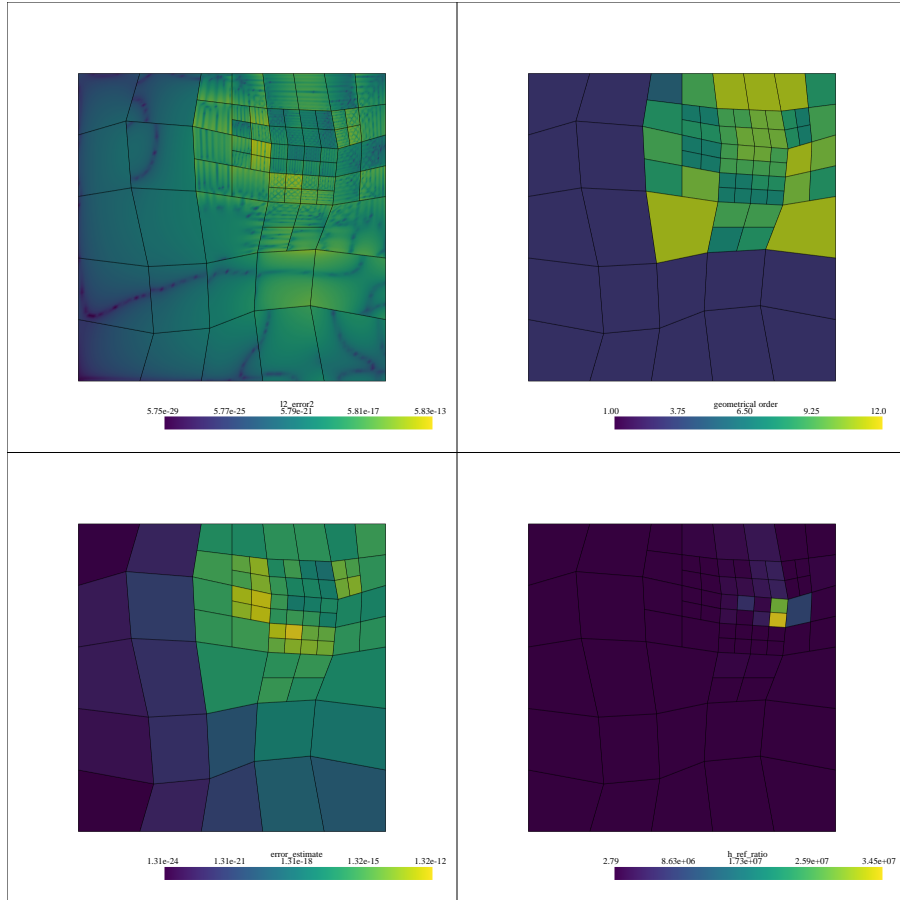 l2_error2
5.75e-29 5.77e-25 5.79e-21 5.81e-17 5.83e-13
geometrical order
1.00 3.75 6.50 9.25 12.0
error_estimate
1.31e-24 1.31e-21 1.31e-18 1.32e-15 1.32e-12
h_ref_ratio
2.79 8.63e+06 1.73e+07 2.59e+07 3.45e+07